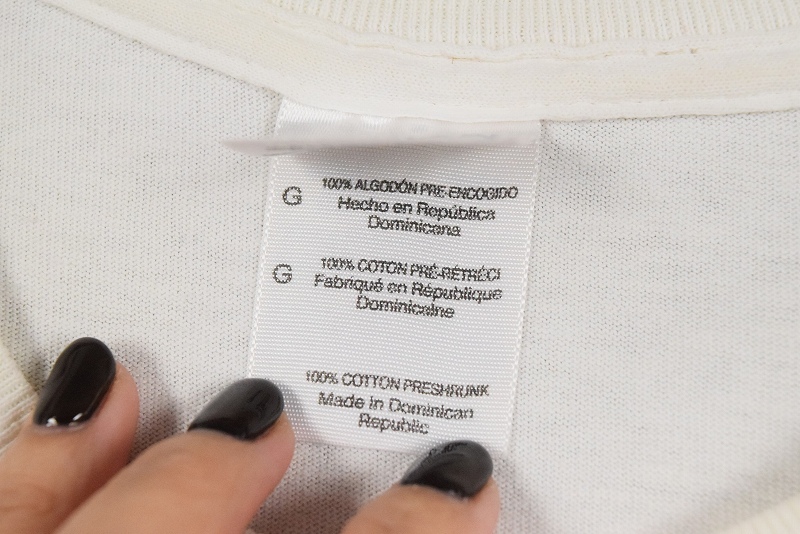 G 100% ALGODÓN PRE-ENCOGIDO
Hecho en República
Dominicana
G 100% COTON PRÉ-RÉTRÉCI
Fabriqué en République
Dominicaine
100% COTTON PRESHRUNK
Made in Dominican
Republic